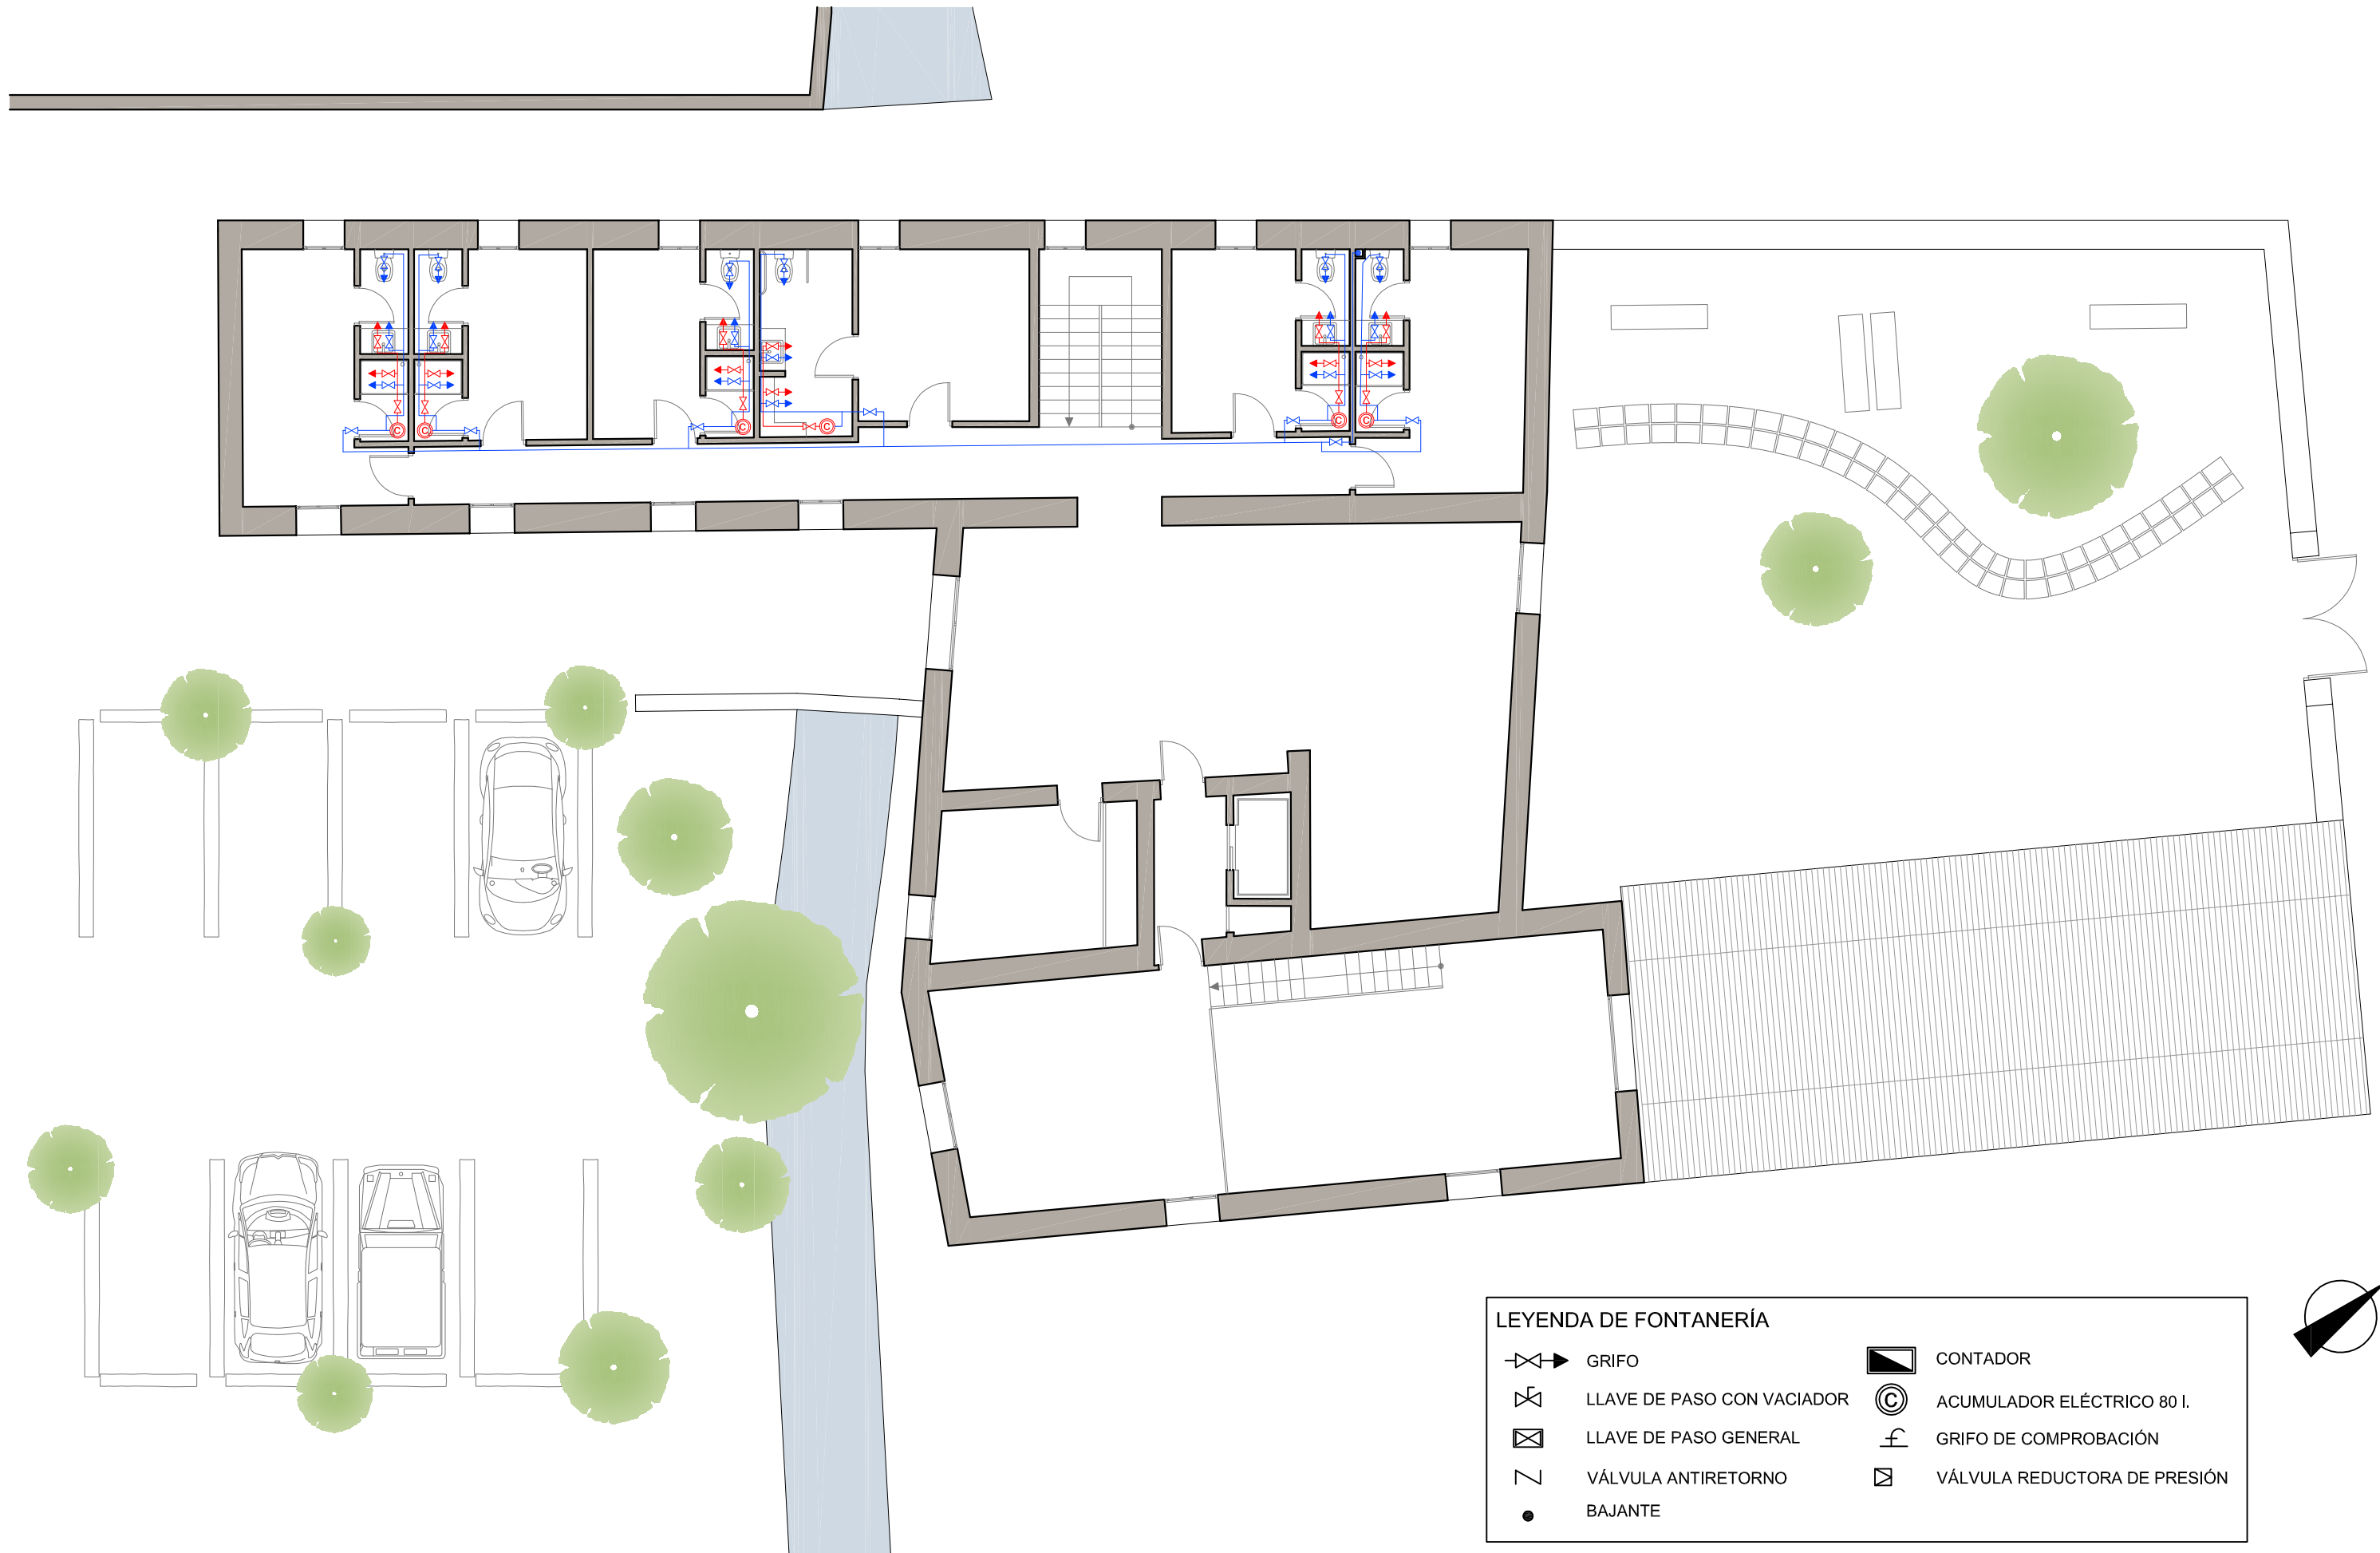 C
C
C
C
C
C
LEYENDA DE FONTANERÍA
GRIFO
LLAVE DE PASO CON VACIADOR
LLAVE DE PASO GENERAL
VÁLVULA ANTIRETORNO
BAJANTE
CONTADOR
C ACUMULADOR ELÉCTRICO 80 l.
GRIFO DE COMPROBACIÓN
VÁLVULA REDUCTORA DE PRESIÓN